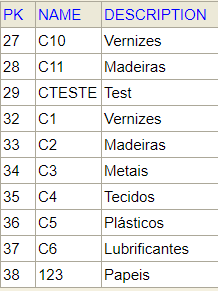 PK NAME DESCRIPTION
27 C10 Vernizes
28 C11 Madeiras
29 CTESTE Test
32 C1 Vernizes
33 C2 Madeiras
34 C3 Metais
35 C4 Tecidos
36 C5 Plásticos
37 C6 Lubrificantes
38 123 Papeis